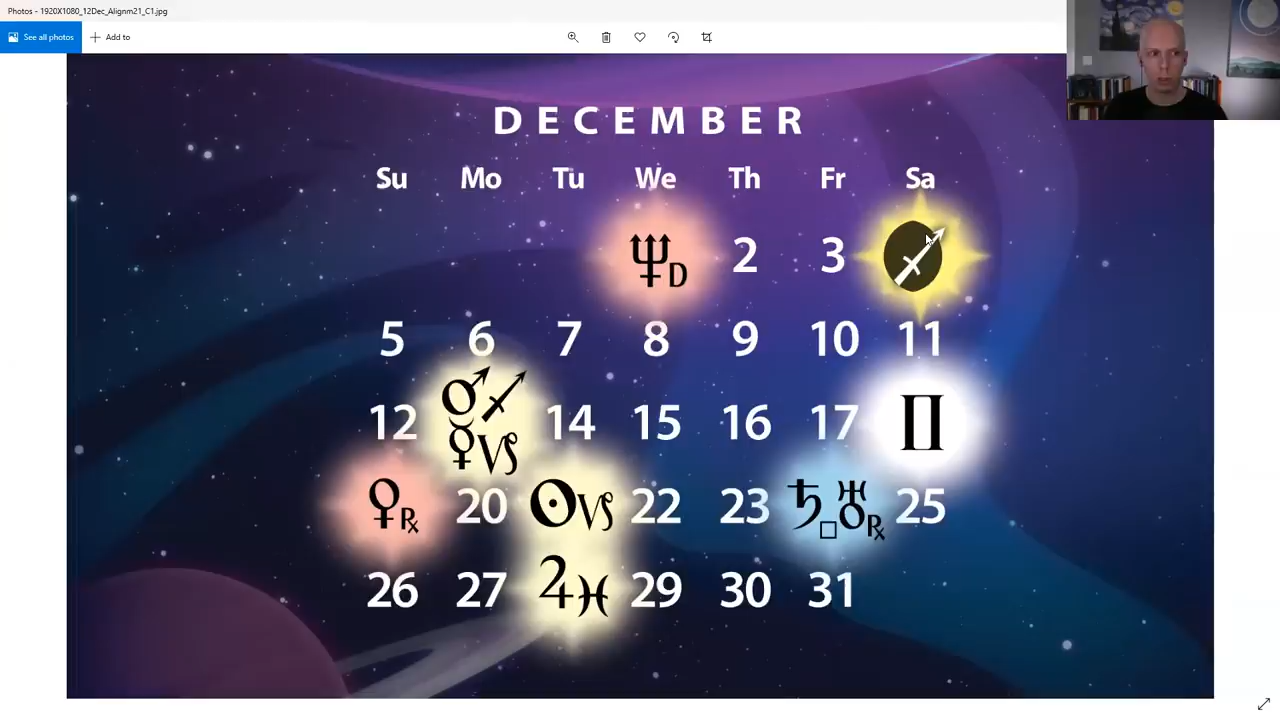 Photos - 1920X1080_12Dec_Alignm21_C1.jpg
See all photos
Add to
DECEMBER
Su Mo Tu We Th Fr Sa
♆D 2 3 ♐
5 6 7 8 9 10 11
12 ♂♐ ☿♑ 14 15 16 17 ♊
♀℞ 20 ☉♑ 22 23 ♄□♅℞ 25
26 27 ♃♓ 29 30 31